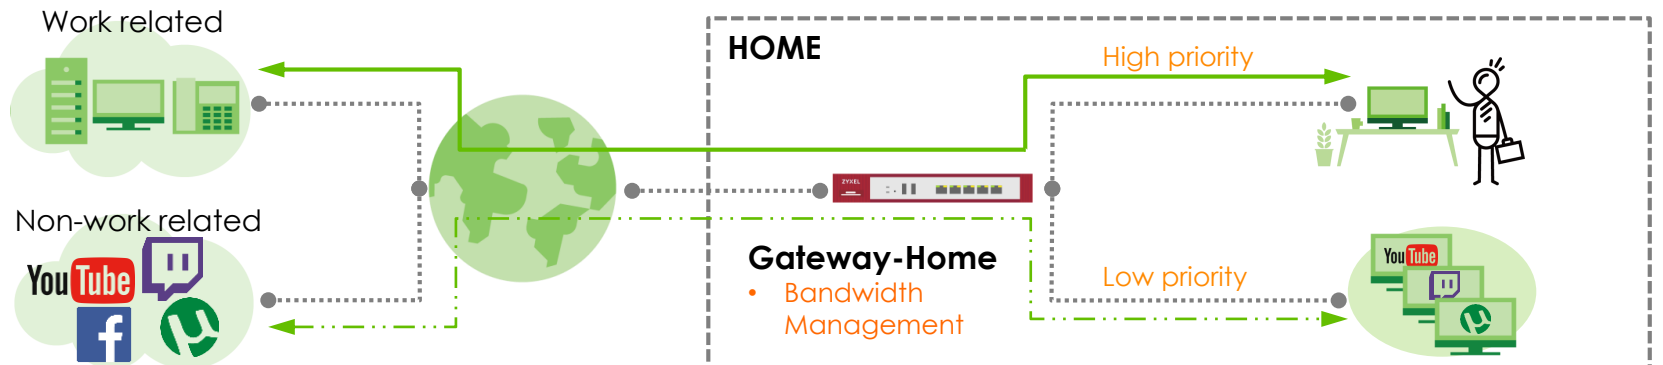 Work related
HOME
High priority
ZYXEL
Non-work related
YouTube
Gateway-Home
• Bandwidth
Management
Low priority
YouTube